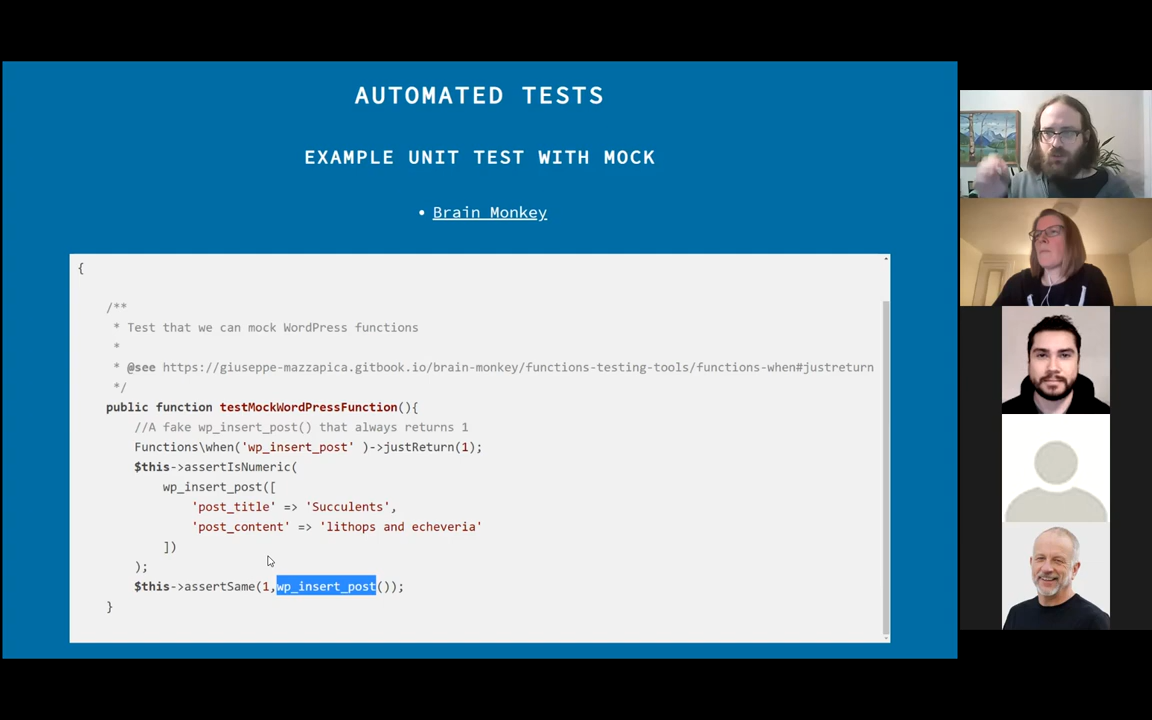 AUTOMATED TESTS
EXAMPLE UNIT TEST WITH MOCK
• Brain Monkey
{
/**
* Test that we can mock WordPress functions
*
* @see https://giuseppe-mazzapica.gitbook.io/brain-monkey/functions-testing-tools/functions-when#justreturn
*/
public function testMockWordPressFunction(){
//A fake wp_insert_post() that always returns 1
Functions\when('wp_insert_post' )->justReturn(1);
$this->assertIsNumeric(
wp_insert_post([
'post_title' => 'Succulents',
'post_content' => 'lithops and echeveria'
])
);
$this->assertSame(1,wp_insert_post());
}